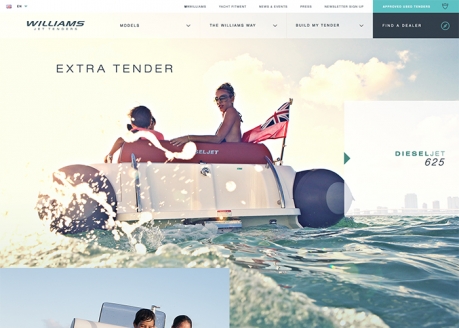 EN
#WILLIAMS
YACHT FITMENT
NEWS & EVENTS
PRESS
NEWSLETTER SIGN UP
APPROVED USED TENDERS
WILLIAMS
JET TENDERS
MODELS
THE WILLIAMS WAY
BUILD MY TENDER
FIND A DEALER
EXTRA TENDER
SELJET
DIESELJET
625